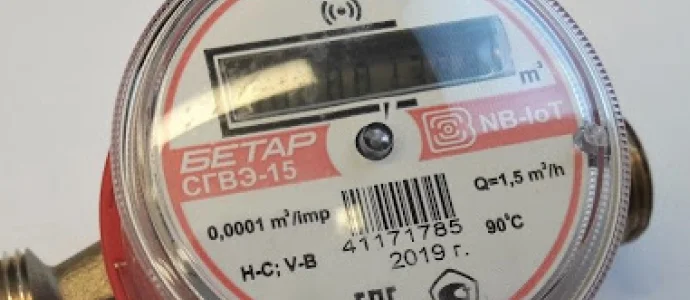 m³
БЕТАР
NB-IoT
СГВЭ-15
0,0001 m³/imp
Q=1,5 m³/h
41171785
90°C
H-C; V-B
2019 г.